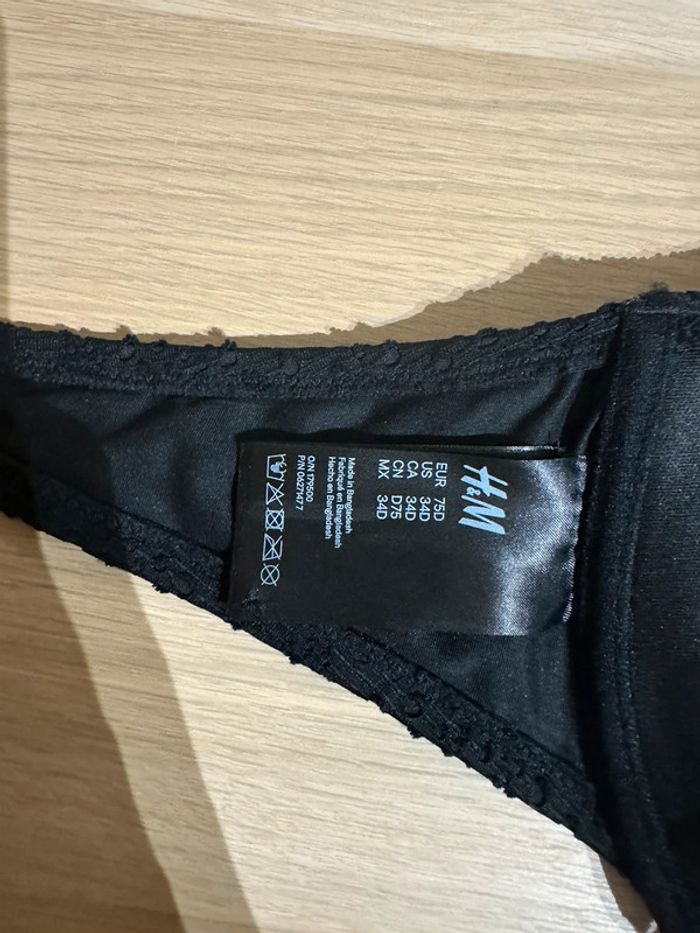 H&M
EUR 75D
US 34D
CA 34D
CN D75
MX 34D
Made in Bangladesh
Fabriqué en Bangladesh
Hecho en Bangladesh
O/N 179500
P/N 06271477